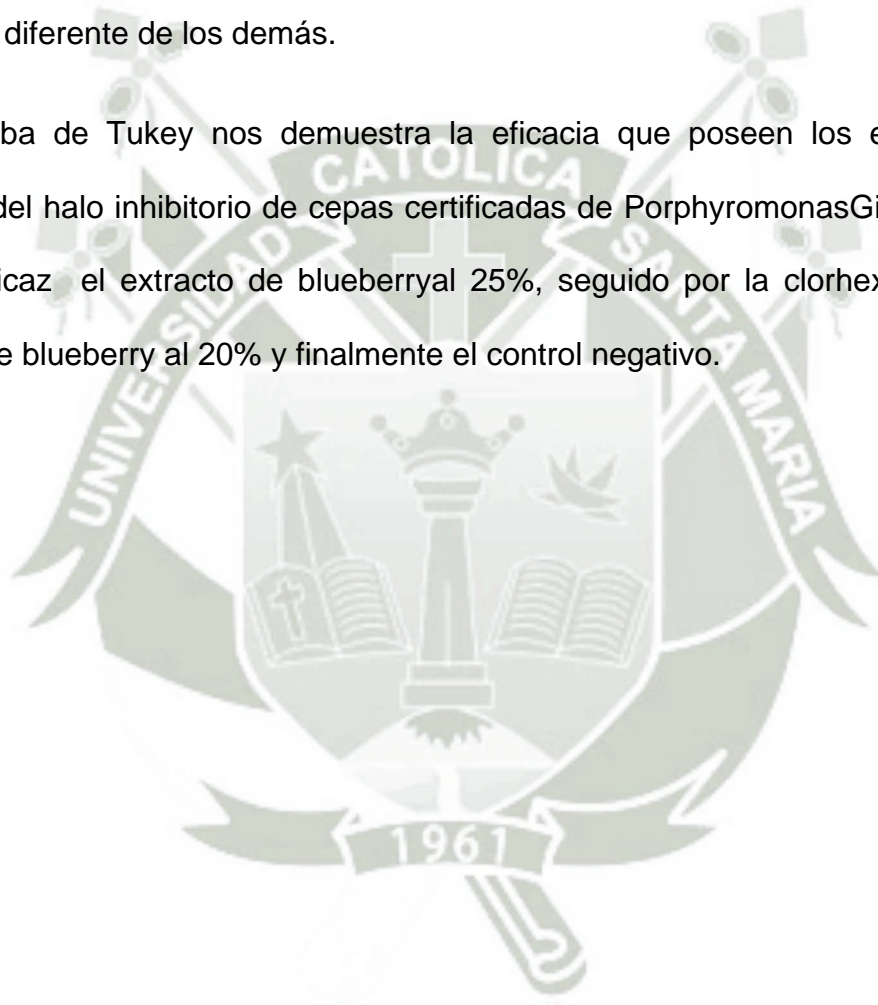 diferente de los demás.
ba de Tukey nos demuestra la eficacia que poseen los e
del halo inhibitorio de cepas certificadas de PorphyromonasGi
icaz el extracto de blueberryal 25%, seguido por la clorhex
e blueberry al 20% y finalmente el control negativo.
UNIVERSIDAD CATOLICA SANTA MARIA
1961